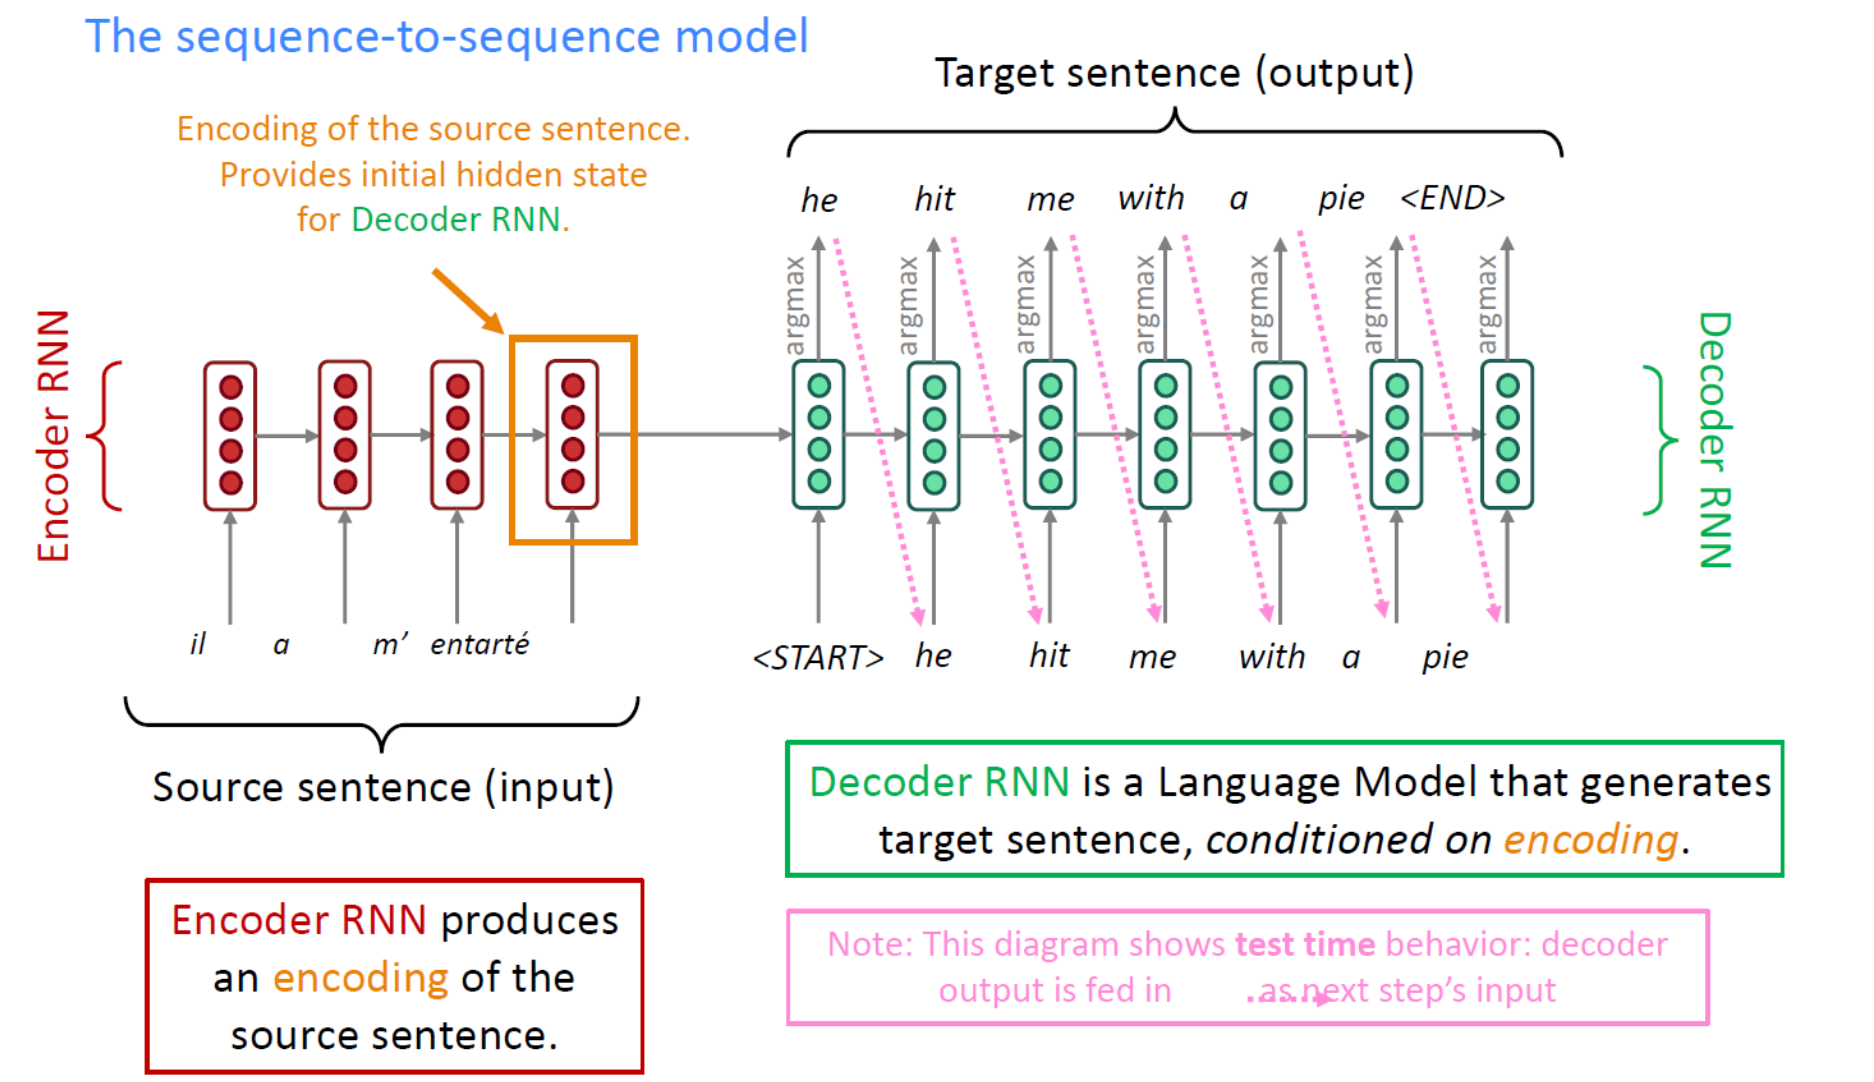 The sequence-to-sequence model
Target sentence (output)
Encoding of the source sentence.
Provides initial hidden state
for Decoder RNN.
he hit me with a pie <END>
argmax argmax argmax argmax argmax argmax argmax
Encoder RNN
Decoder RNN
il a m’ entarté
<START> he hit me with a pie
Source sentence (input)
Decoder RNN is a Language Model that generates
target sentence, conditioned on encoding.
Encoder RNN produces
an encoding of the
source sentence.
Note: This diagram shows test time behavior: decoder
output is fed in as next step’s input